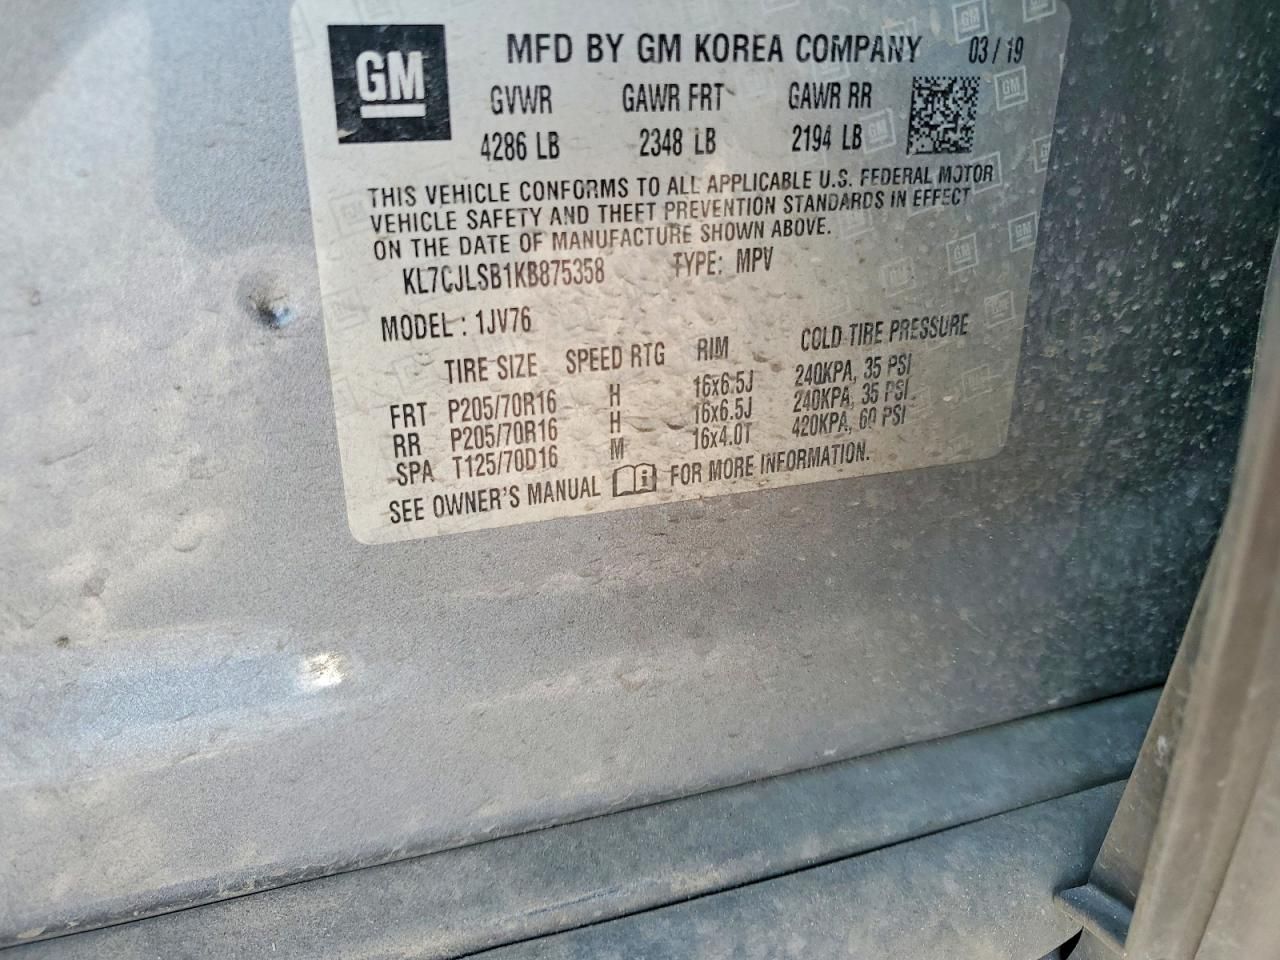 GM
MFD BY GM KOREA COMPANY 03/19
GVWR GAWR FRT GAWR RR
4286 LB 2348 LB 2194 LB
THIS VEHICLE CONFORMS TO ALL APPLICABLE U.S. FEDERAL MOTOR
VEHICLE SAFETY AND THEFT PREVENTION STANDARDS IN EFFECT
ON THE DATE OF MANUFACTURE SHOWN ABOVE.
KL7CJLSB1KB875358 TYPE: MPV
MODEL: 1JV76
TIRE SIZE SPEED RTG RIM COLD TIRE PRESSURE
FRT P205/70R16 H 16x6.5J 240KPA, 35 PSI
RR P205/70R16 H 16x6.5J 240KPA, 35 PSI
SPA T125/70D16 M 16x4.0T 420KPA, 60 PSI
SEE OWNER'S MANUAL FOR MORE INFORMATION.